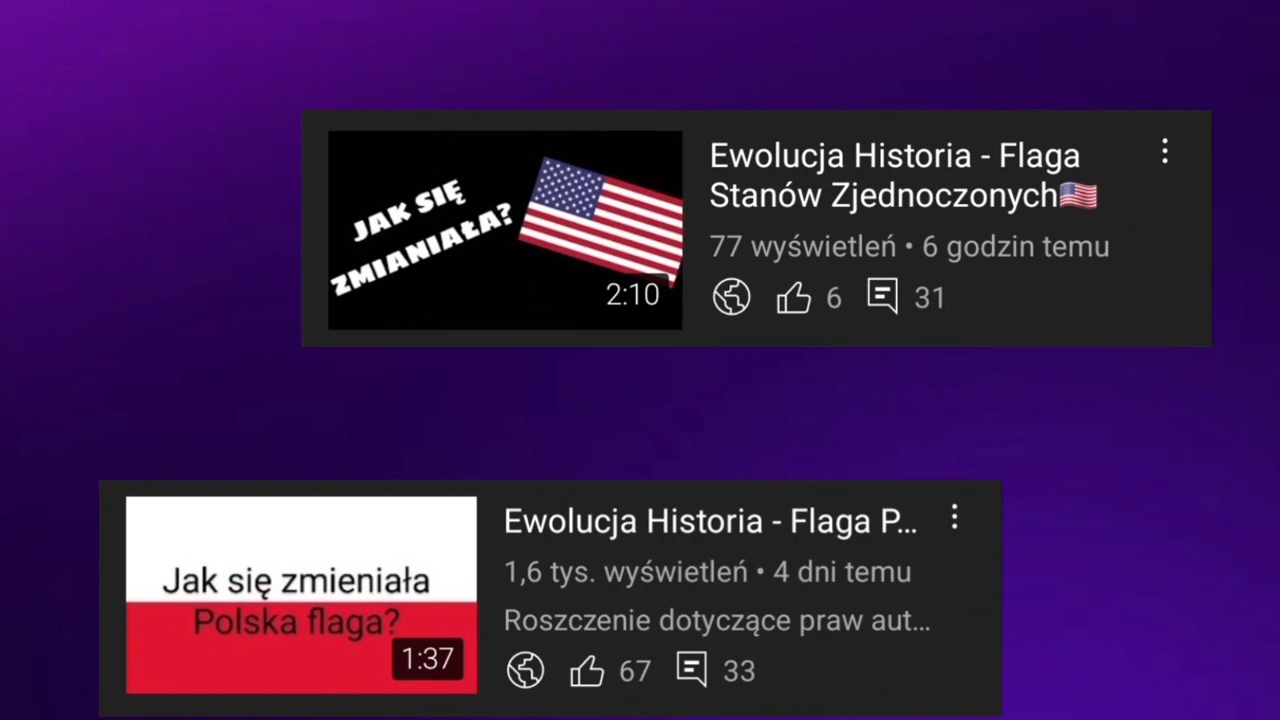 JAK SIĘ
ZMIANIAŁA?
2:10
Ewolucja Historia - Flaga
Stanów Zjednoczonych🇺🇸
77 wyświetleń • 6 godzin temu
6 31
Jak się zmieniała
Polska flaga?
1:37
Ewolucja Historia - Flaga P...
1,6 tys. wyświetleń • 4 dni temu
Roszczenie dotyczące praw aut...
67 33